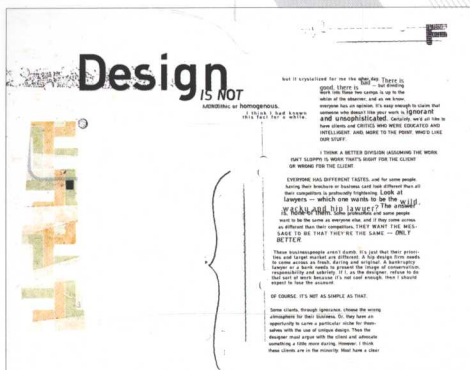 Design
IS NOT
MONOlithic or homogenous.
I think I had known
this fact for a while,
but it crystalized for me the other day. There is
good, there is bad — but dividing
work into these two camps is up to the
whim of the observer, and as we know,
everyone has an opinion. It's easy enough to claim that
someone who doesn't like your work is ignorant
and unsophisticated. Certainly, we'd all like to
have clients and CRITICS WHO WERE EDUCATED AND
INTELLIGENT, AND, MORE TO THE POINT, WHO'D LIKE
OUR STUFF.
I THINK A BETTER DIVISION (ASSUMING THE WORK
ISN'T SLOPPY) IS WORK THAT'S RIGHT FOR THE CLIENT
OR WRONG FOR THE CLIENT.
EVERYONE HAS DIFFERENT TASTES, and for some people,
having their brochure or business card look different than all
their competitors is profoundly frightening. Look at
lawyers — which one wants to be the wild,
wacko and hip lawyer? The answer
is, none of them. Some professions and some people
want to be the same as everyone else, and if they come across
as different than their competitors, THEY WANT THE MES-
SAGE TO BE THAT THEY'RE THE SAME — ONLY
BETTER.
These businesspeople aren't dumb. It's just that their priori-
ties and target market are different. A hip design firm needs
to come across as fresh, daring and original. A bankruptcy
lawyer or a bank needs to present the image of conservatism,
responsibility and sobriety. If I, as the designer, refuse to do
that sort of work because it's not cool enough, then I should
expect to lose the account.
OF COURSE, IT'S NOT AS SIMPLE AS THAT.
Some clients, through ignorance, choose the wrong
atmosphere for their business. Or, they have an
opportunity to carve a particular niche for them-
selves with the use of unique design. Then the
designer must argue with the client and advocate
something a little more daring. However, I think
these clients are in the minority. Must have a clear